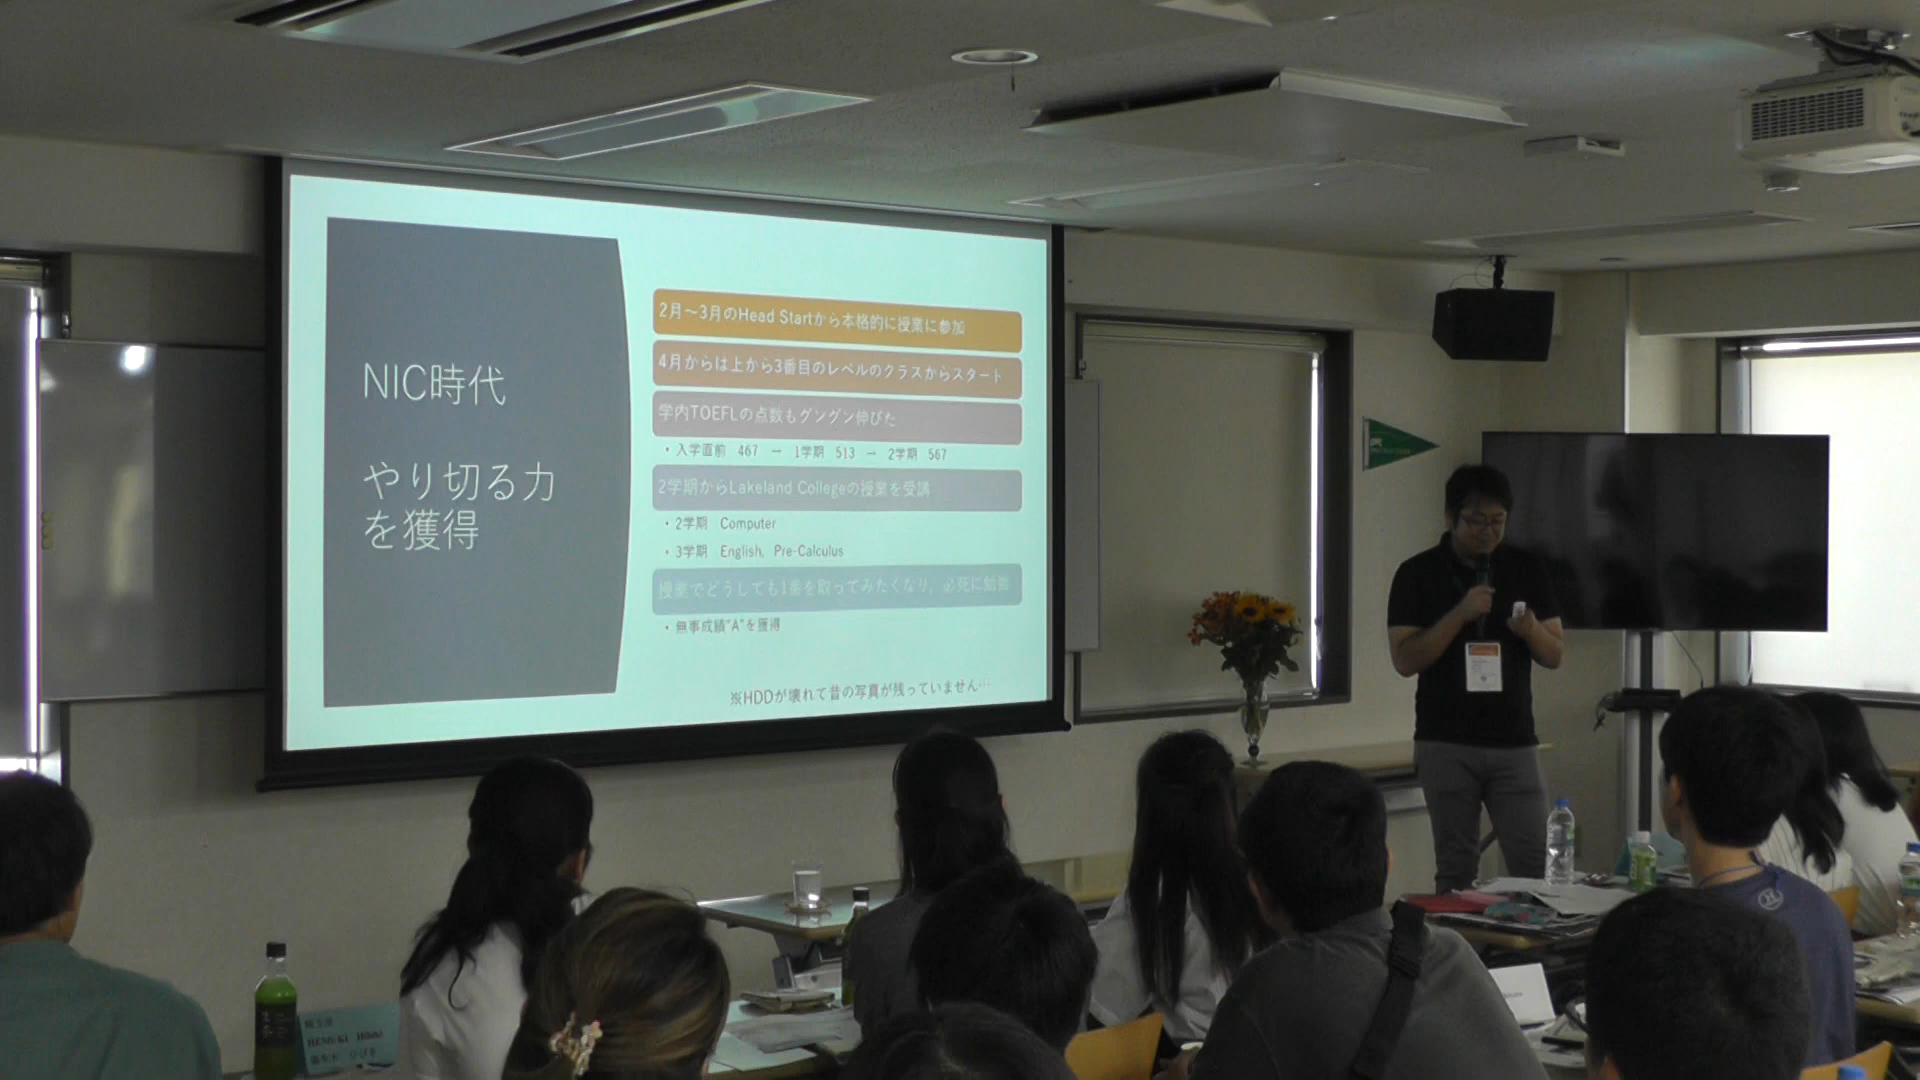 NIC時代
やり切る力
を獲得
2月～3月のHead Startから本格的に授業に参加
4月からは上から3番目のレベルのクラスからスタート
学内TOEFLの点数もグングン伸びた
・入学直前 467 → 1学期 513 → 2学期 567
2学期からLakeland Collegeの授業を受講
・2学期 Computer
・3学期 English, Pre-Calculus
授業でどうしても1番を取ってみたくなり，必死に勉強
・無事成績“A”を獲得
※HDDが壊れて昔の写真が残っていません…